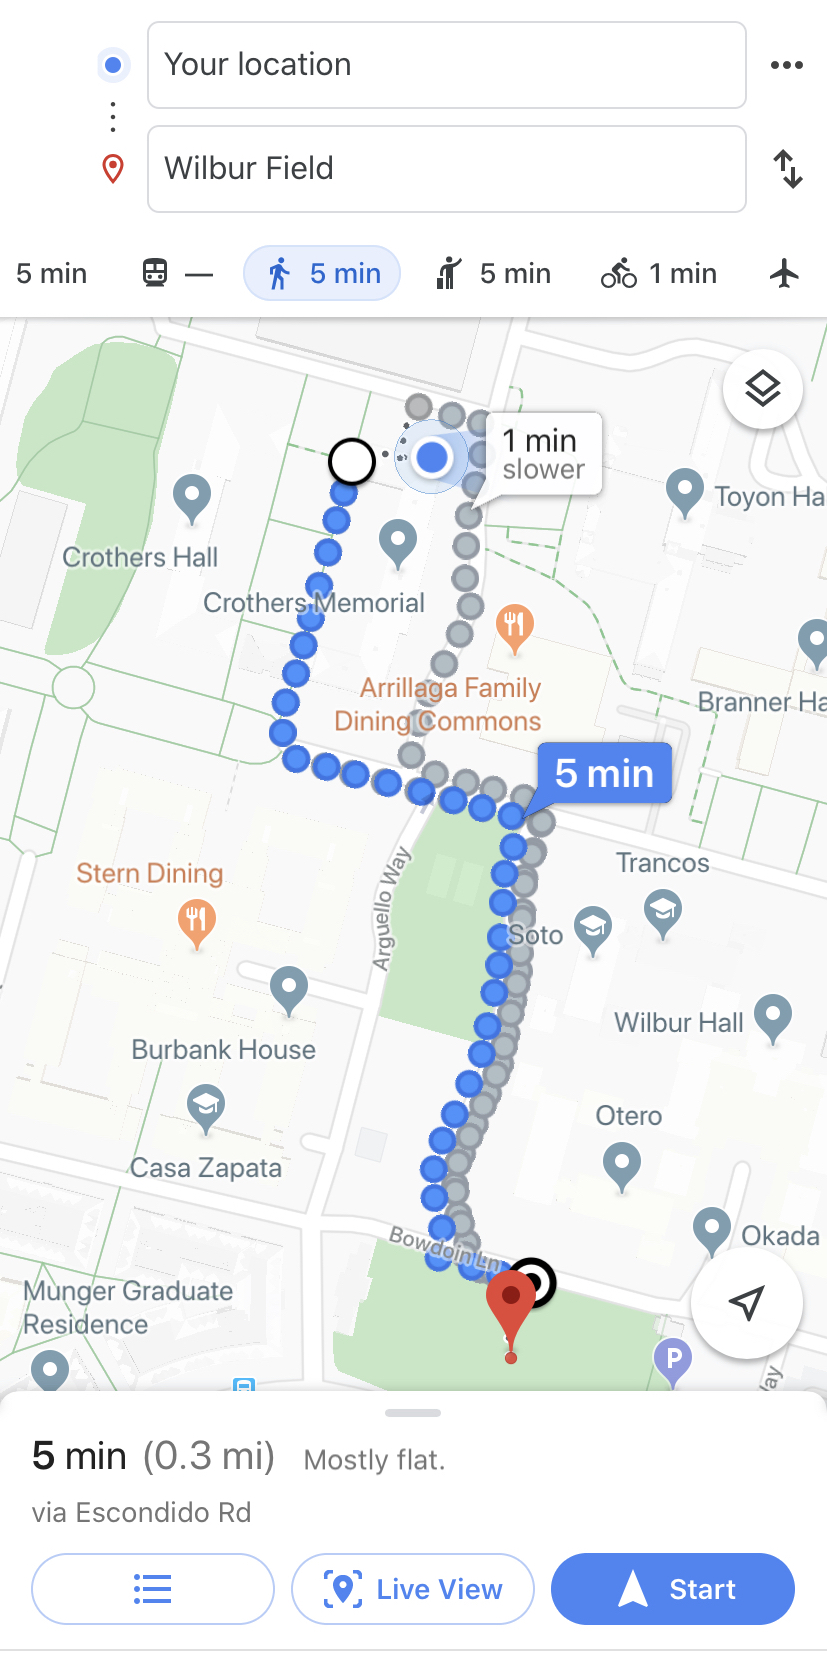 Your location
Wilbur Field
5 min
—
5 min
5 min
1 min
1 min
slower
Toyon Ha
Crothers Hall
Crothers Memorial
Arrillaga Family
Dining Commons
Branner Ha
5 min
Trancos
Stern Dining
Arguello Way
Soto
Wilbur Hall
Burbank House
Otero
Casa Zapata
Bowdoin Ln
Okada
Munger Graduate
Residence
P
ay
5 min (0.3 mi) Mostly flat.
via Escondido Rd
Live View
Start